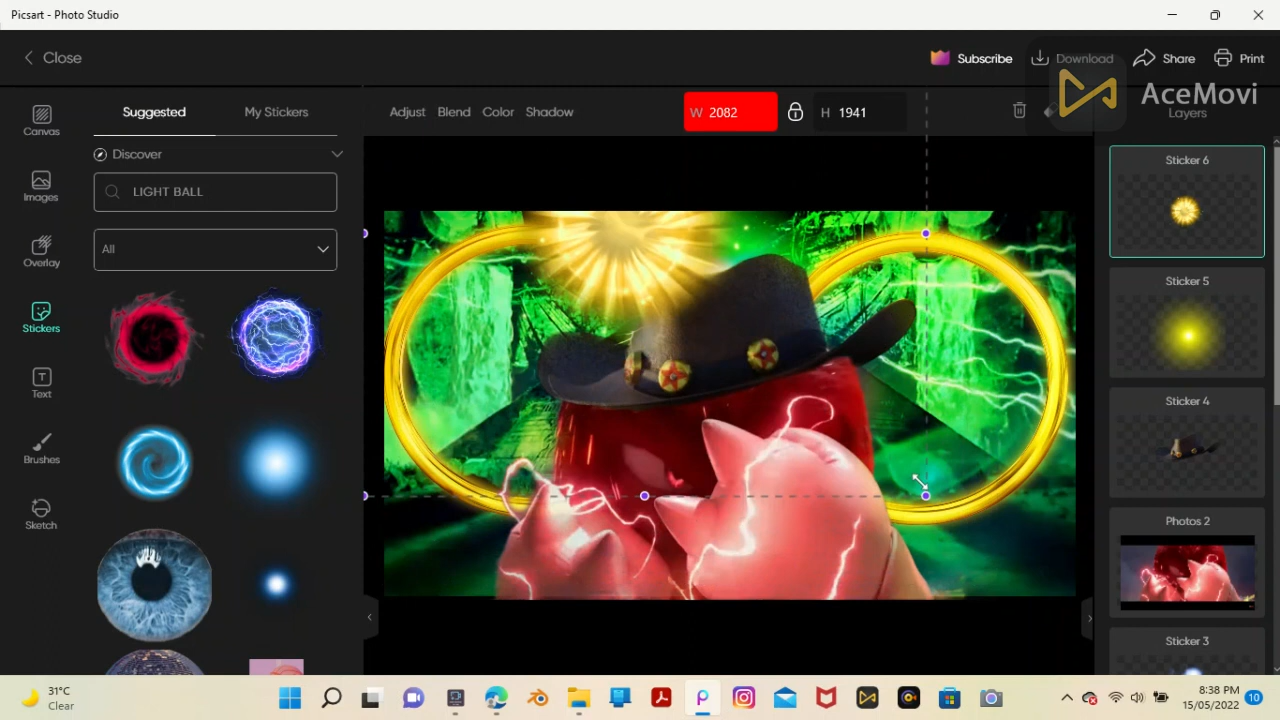 Picsart - Photo Studio
Close
Subscribe
Download
Share
Print
AceMovi
Canvas
Images
Overlay
Stickers
Text
Brushes
Sketch
Suggested
My Stickers
Discover
LIGHT BALL
All
Adjust
Blend
Color
Shadow
W 2082
H 1941
Layers
Sticker 6
Sticker 5
Sticker 4
Photos 2
Sticker 3
31°C
Clear
8:38 PM
15/05/2022
10